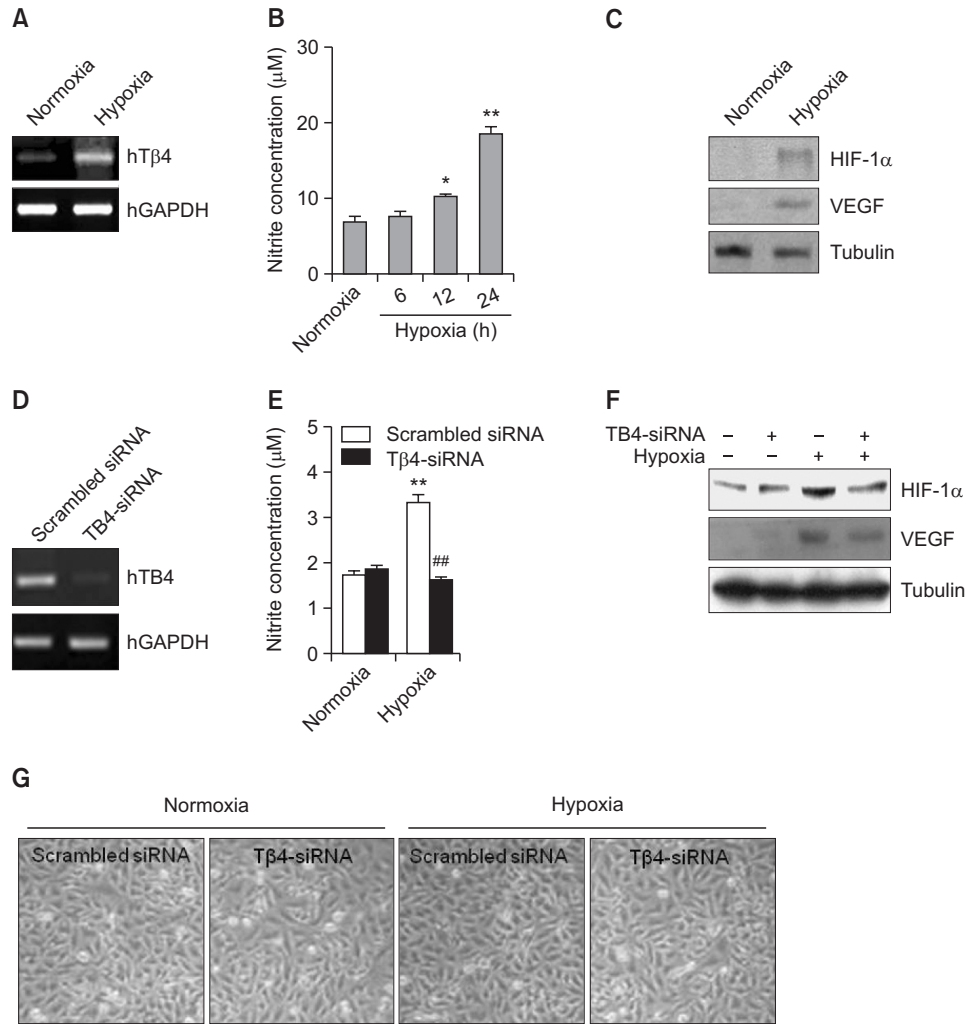 A
Normoxia
Hypoxia
hTβ4
hGAPDH
B
Nitrite concentration (μM)
30
20
10
0
*
**
Normoxia
6
12
24
Hypoxia (h)
C
Normoxia
Hypoxia
HIF-1α
VEGF
Tubulin
D
Scrambled siRNA
TB4-siRNA
hTB4
hGAPDH
E
Nitrite concentration (μM)
5
4
3
2
1
0
Scrambled siRNA
Tβ4-siRNA
**
##
Normoxia
Hypoxia
F
TB4-siRNA – + – +
Hypoxia – – + +
HIF-1α
VEGF
Tubulin
G
Normoxia
Hypoxia
Scrambled siRNA
Tβ4-siRNA
Scrambled siRNA
Tβ4-siRNA